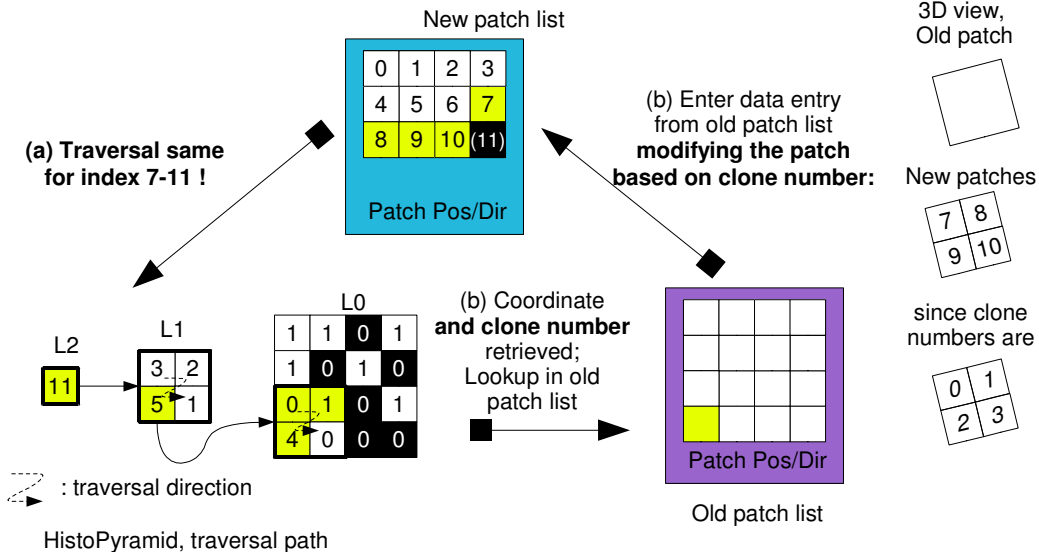 New patch list
0 1 2 3
4 5 6 7
8 9 10 (11)
Patch Pos/Dir
(a) Traversal same
for index 7-11 !
(b) Enter data entry
from old patch list
modifying the patch
based on clone number:
3D view,
Old patch
New patches
7 8
9 10
since clone
numbers are
0 1
2 3
L2
11
L1
3 2
5 1
L0
1 1 0 1
1 0 1 0
0 1 0 1
4 0 0 0
(b) Coordinate
and clone number
retrieved;
Lookup in old
patch list
Patch Pos/Dir
Old patch list
: traversal direction
HistoPyramid, traversal path